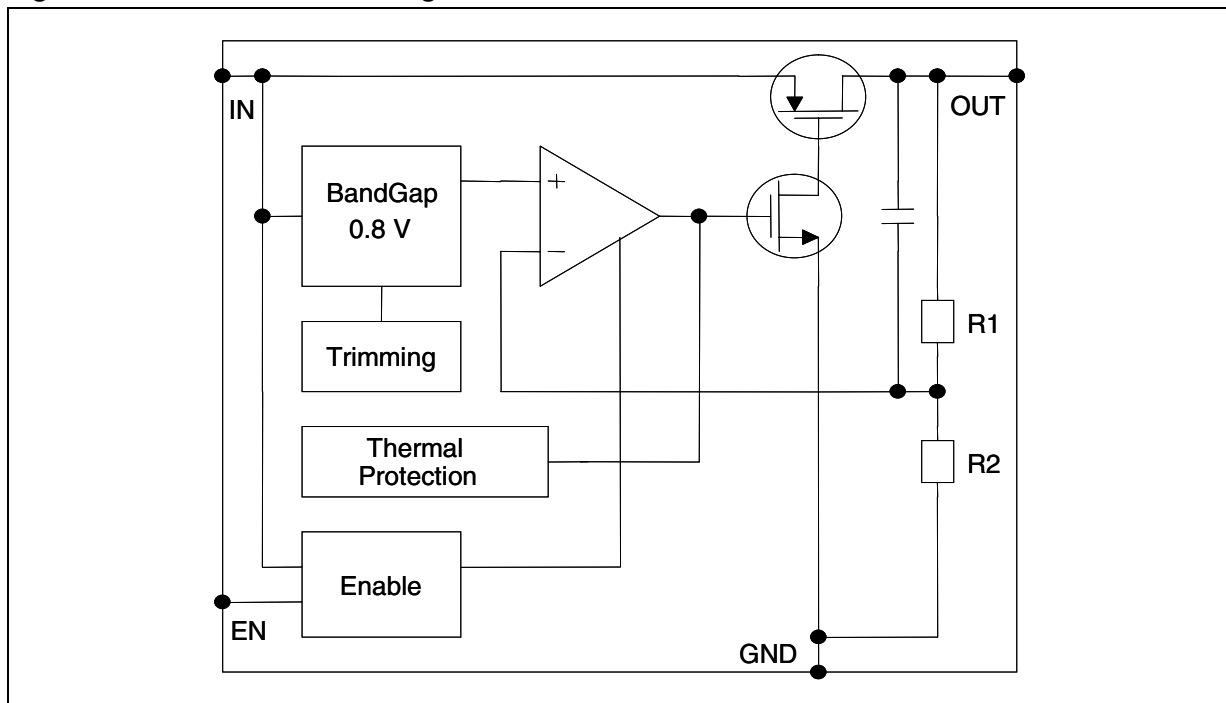 IN
OUT
BandGap
0.8 V
+
−
Trimming
R1
Thermal
Protection
R2
Enable
EN
GND